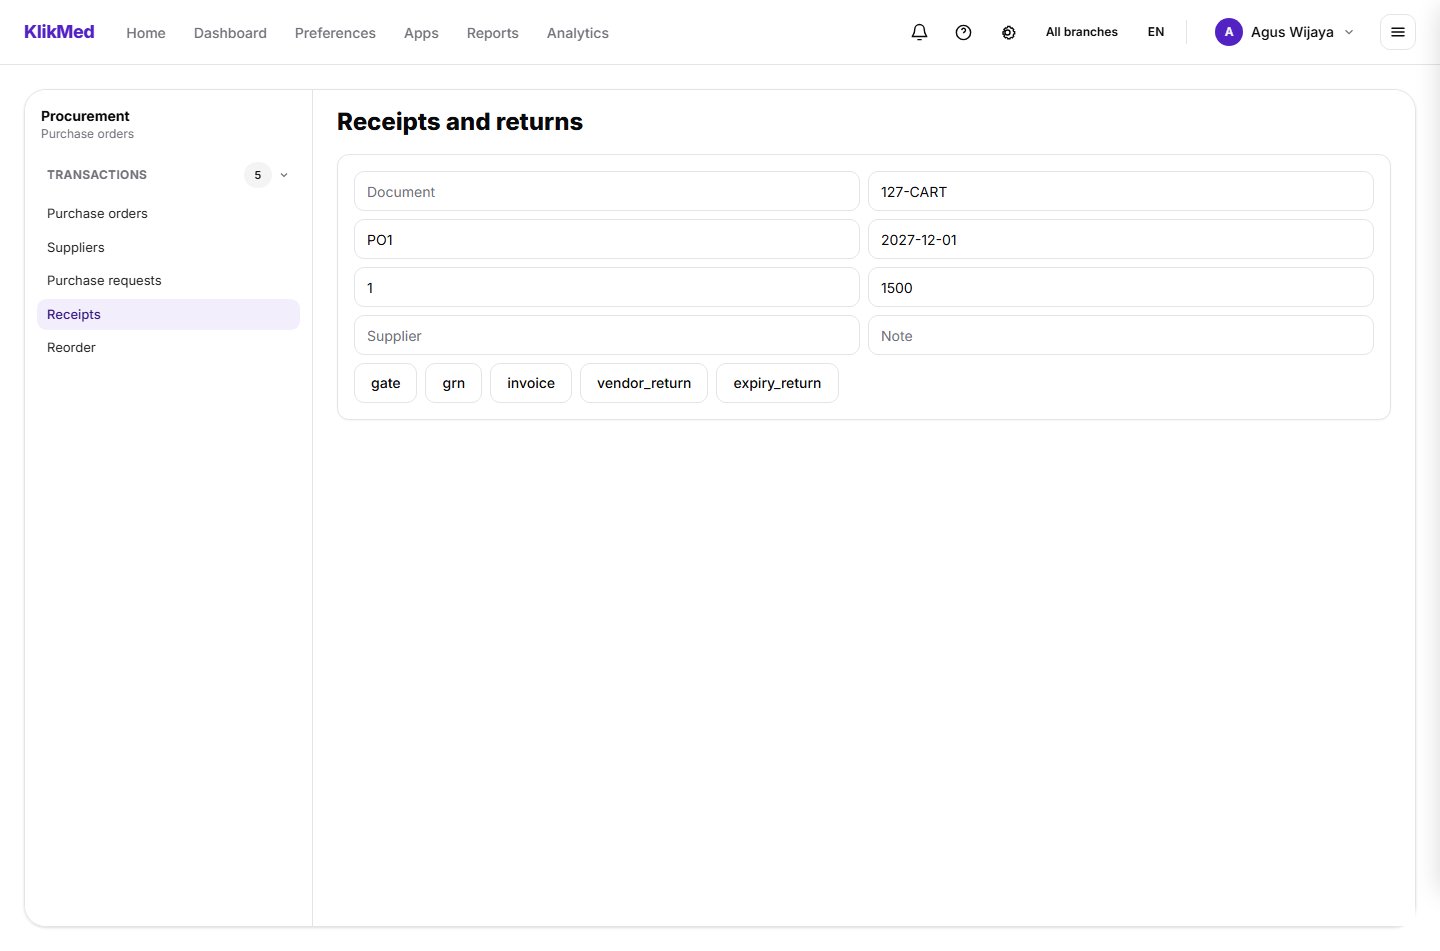 KlikMed Home Dashboard Preferences Apps Reports Analytics All branches EN A Agus Wijaya
Procurement
Purchase orders
TRANSACTIONS 5
Purchase orders
Suppliers
Purchase requests
Receipts
Reorder
Receipts and returns
Document 127-CART
PO1 2027-12-01
1 1500
Supplier Note
gate grn invoice vendor_return expiry_return